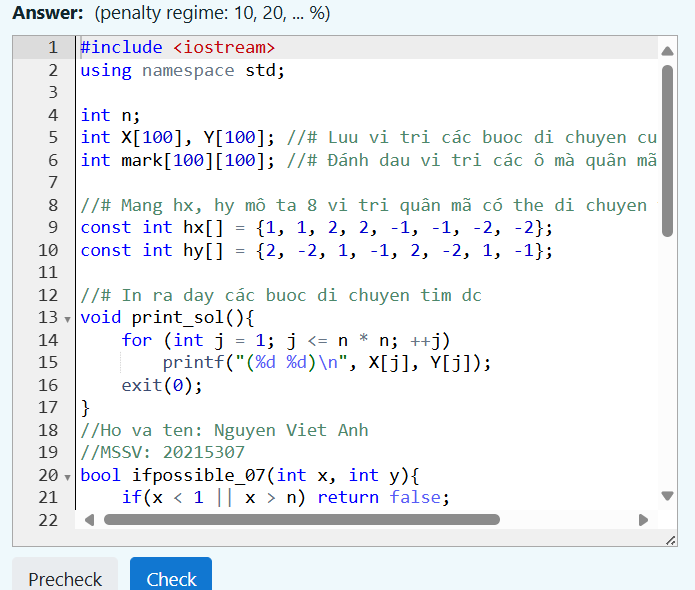 Answer: (penalty regime: 10, 20, ... %)
1 #include <iostream>
2 using namespace std;
3
4 int n;
5 int X[100], Y[100]; //# Luu vi tri các buoc di chuyen cu
6 int mark[100][100]; //# Đánh dau vi tri các ô mà quân mã
7
8 //# Mang hx, hy mô ta 8 vi tri quân mã có the di chuyen
9 const int hx[] = {1, 1, 2, 2, -1, -1, -2, -2};
10 const int hy[] = {2, -2, 1, -1, 2, -2, 1, -1};
11
12 //# In ra day các buoc di chuyen tim dc
13 void print_sol(){
14     for (int j = 1; j <= n * n; ++j)
15         printf("(%d %d)\n", X[j], Y[j]);
16     exit(0);
17 }
18 //Ho va ten: Nguyen Viet Anh
19 //MSSV: 20215307
20 bool ifpossible_07(int x, int y){
21     if(x < 1 || x > n) return false;
22
Precheck Check